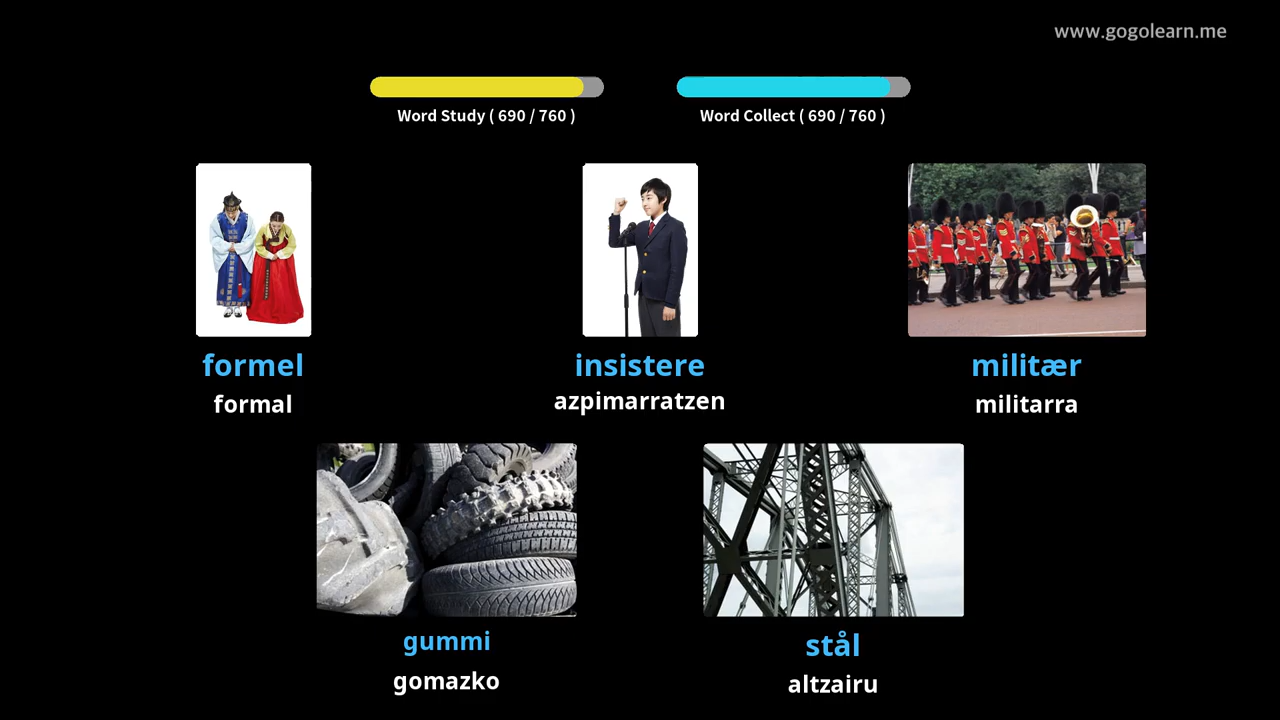 www.gogolearn.me
Word Study ( 690 / 760 )
Word Collect ( 690 / 760 )
formel
formal
insistere
azpimarratzen
militær
militarra
gummi
gomazko
stål
altzairu